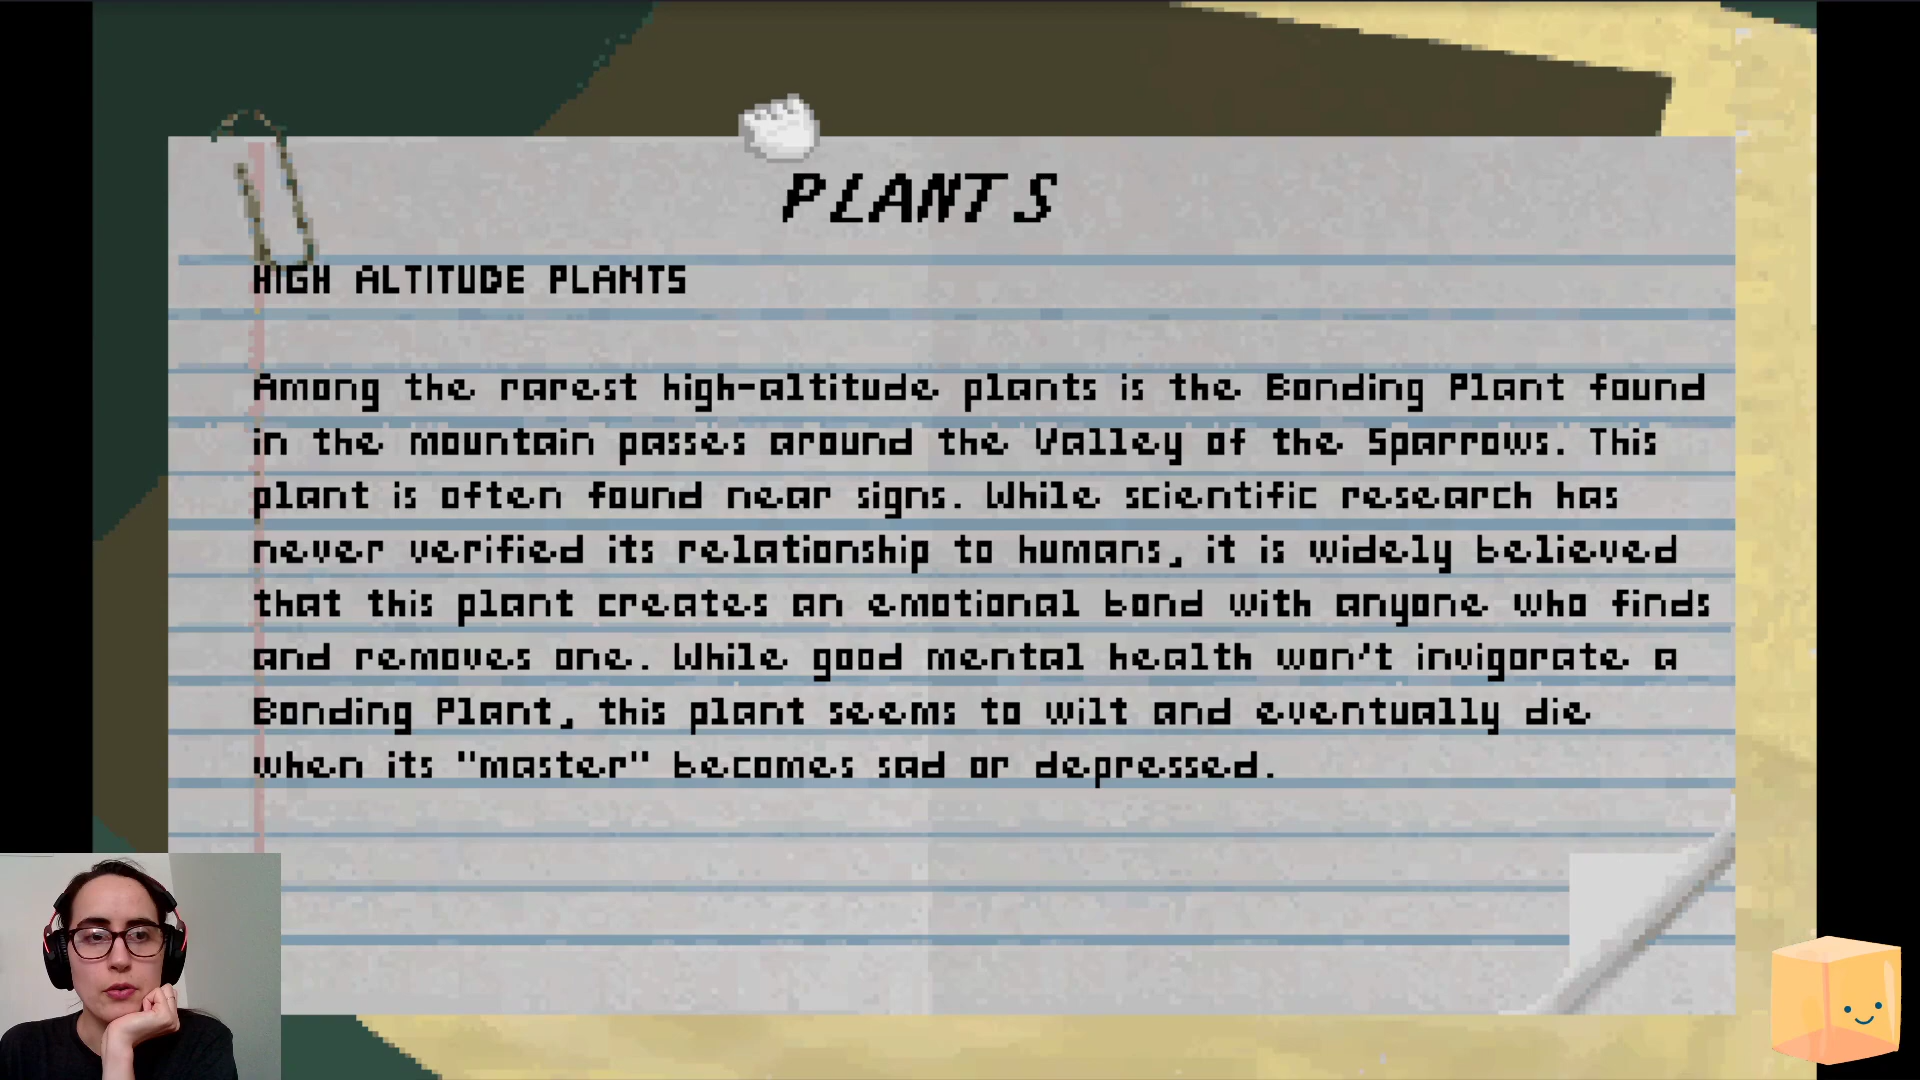 PLANTS
HIGH ALTITUDE PLANTS
Among the rarest high-altitude plants is the Bonding Plant found
in the mountain passes around the Valley of the Sparrows. This
plant is often found near signs. While scientific research has
never verified its relationship to humans, it is widely believed
that this plant creates an emotional bond with anyone who finds
and removes one. While good mental health won't invigorate a
Bonding Plant, this plant seems to wilt and eventually die
when its "master" becomes sad or depressed.